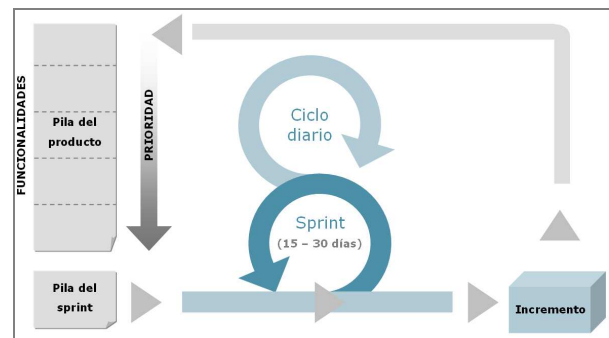 FUNCIONALIDADES
Pila del
producto
PRIORIDAD
Ciclo
diario
Sprint
(15 – 30 días)
Pila del
sprint
Incremento